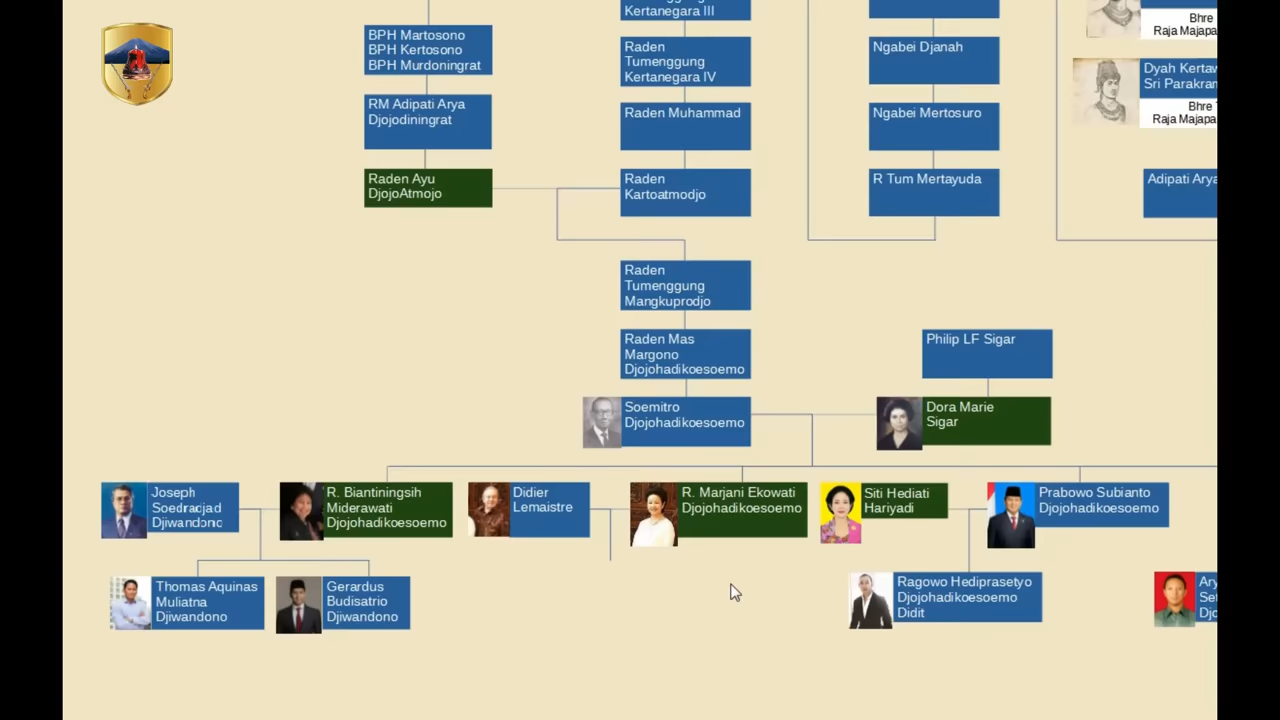 Kertanegara III
BPH Martosono
BPH Kertosono
BPH Murdoningrat
Raden
Tumenggung
Kertanegara IV
Ngabei Djanah
Bhre
Raja Majapa
Dyah Kertaw
Sri Parakram
Bhre
Raja Majapa
RM Adipati Arya
Djojodiningrat
Raden Muhammad
Ngabei Mertosuro
Raden Ayu
DjojoAtmojo
Raden
Kartoatmodjo
R Tum Mertayuda
Adipati Arya
Raden
Tumenggung
Mangkuprodjo
Raden Mas
Margono
Djojohadikoesoemo
Philip LF Sigar
Soemitro
Djojohadikoesoemo
Dora Marie
Sigar
Joseph
Soedradjad
Djiwandono
R. Biantiningsih
Miderawati
Djojohadikoesoemo
Didier
Lemaistre
R. Marjani Ekowati
Djojohadikoesoemo
Siti Hediati
Hariyadi
Prabowo Subianto
Djojohadikoesoemo
Thomas Aquinas
Muliatna
Djiwandono
Gerardus
Budisatrio
Djiwandono
Ragowo Hediprasetyo
Djojohadikoesoemo
Didit
Ary
Set
Djo